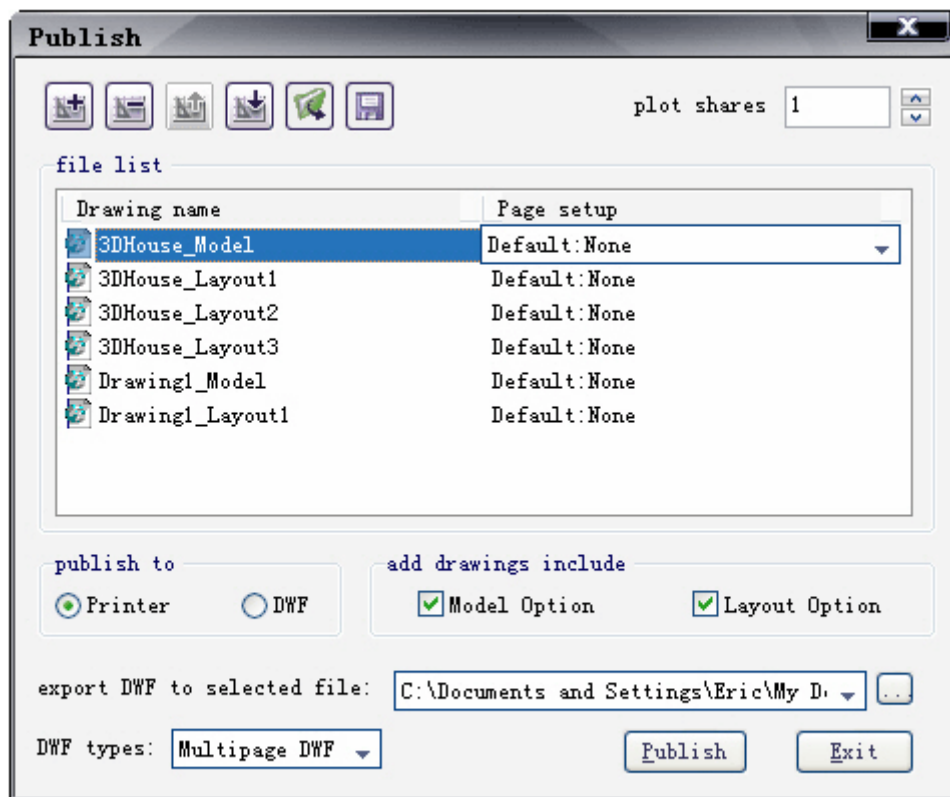 Publish
plot shares 1
file list
Drawing name Page setup
3DHouse_Model Default:None
3DHouse_Layout1 Default:None
3DHouse_Layout2 Default:None
3DHouse_Layout3 Default:None
Drawing1_Model Default:None
Drawing1_Layout1 Default:None
publish to add drawings include
Printer DWF Model Option Layout Option
export DWF to selected file: C:\Documents and Settings\Eric\My D ...
DWF types: Multipage DWF Publish Exit